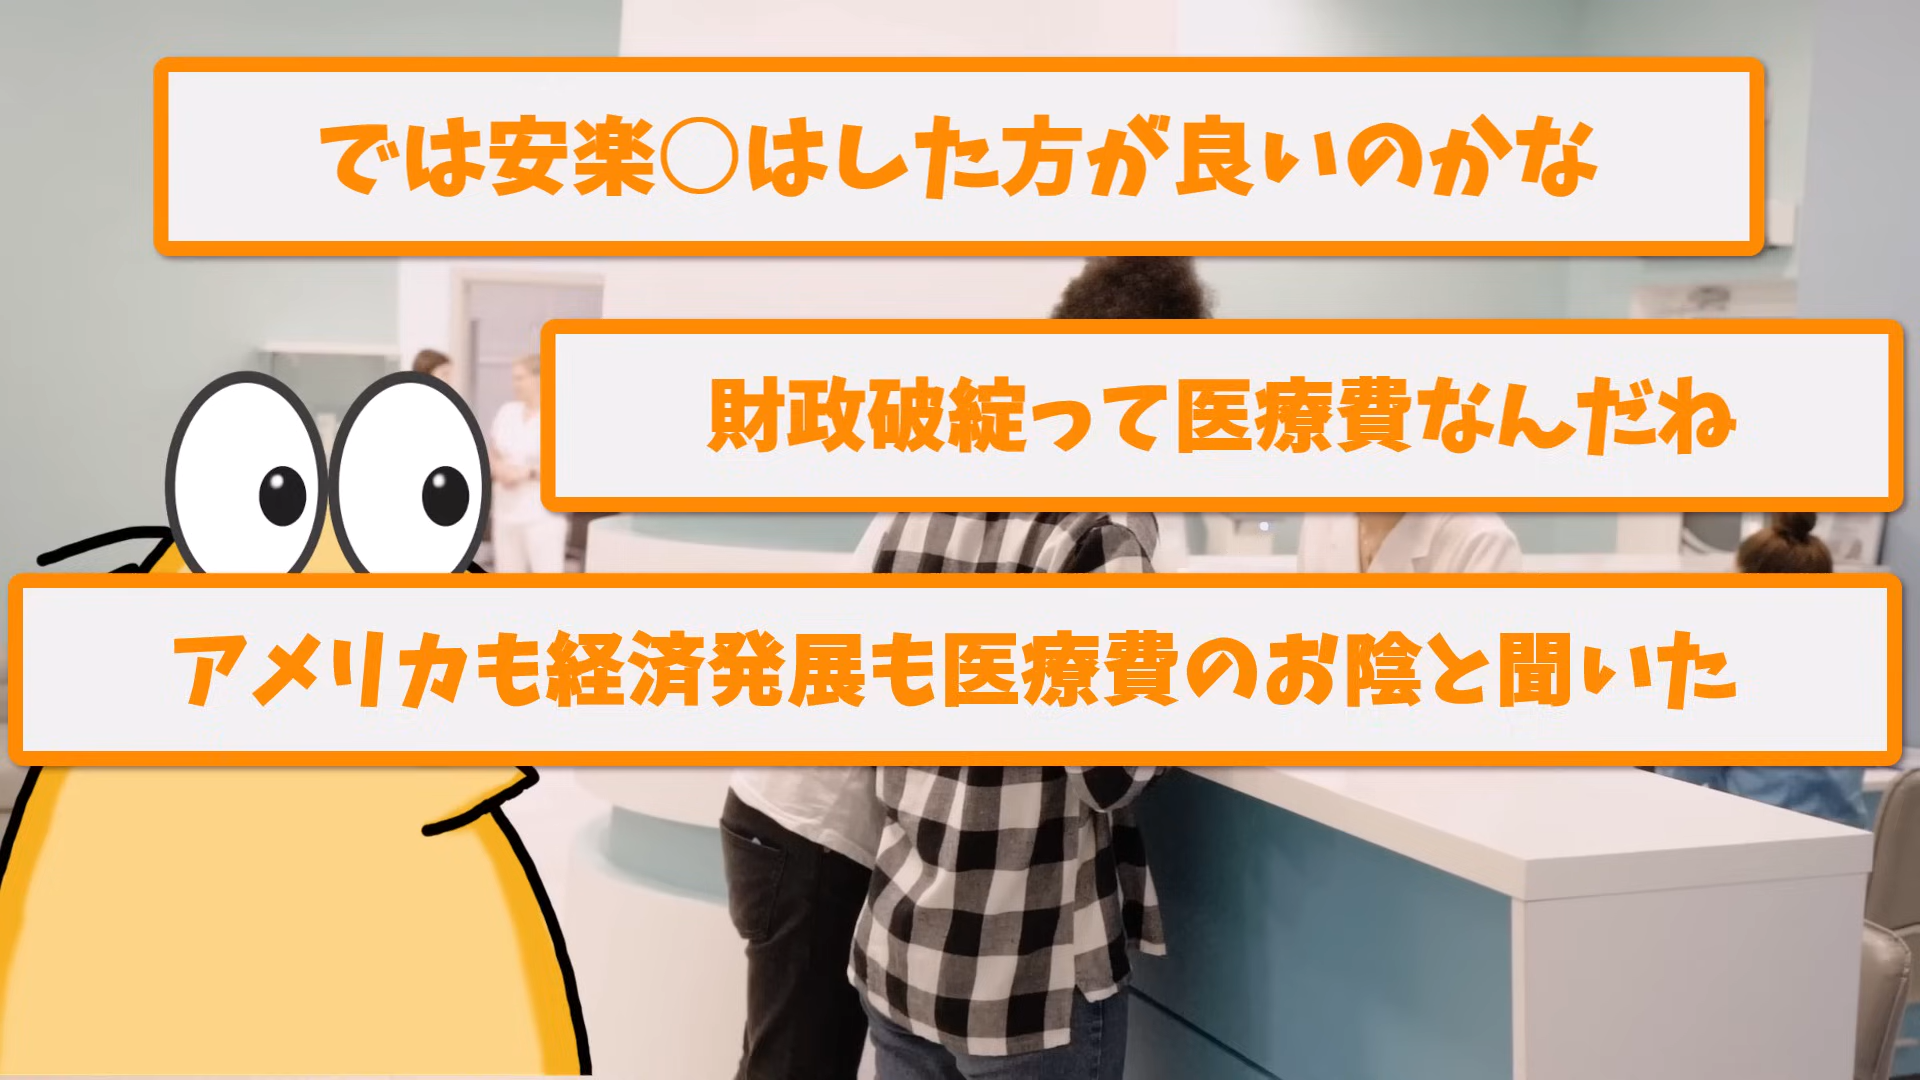 では安楽◯はした方が良いのかな
財政破綻って医療費なんだね
アメリカも経済発展も医療費のお陰と聞いた